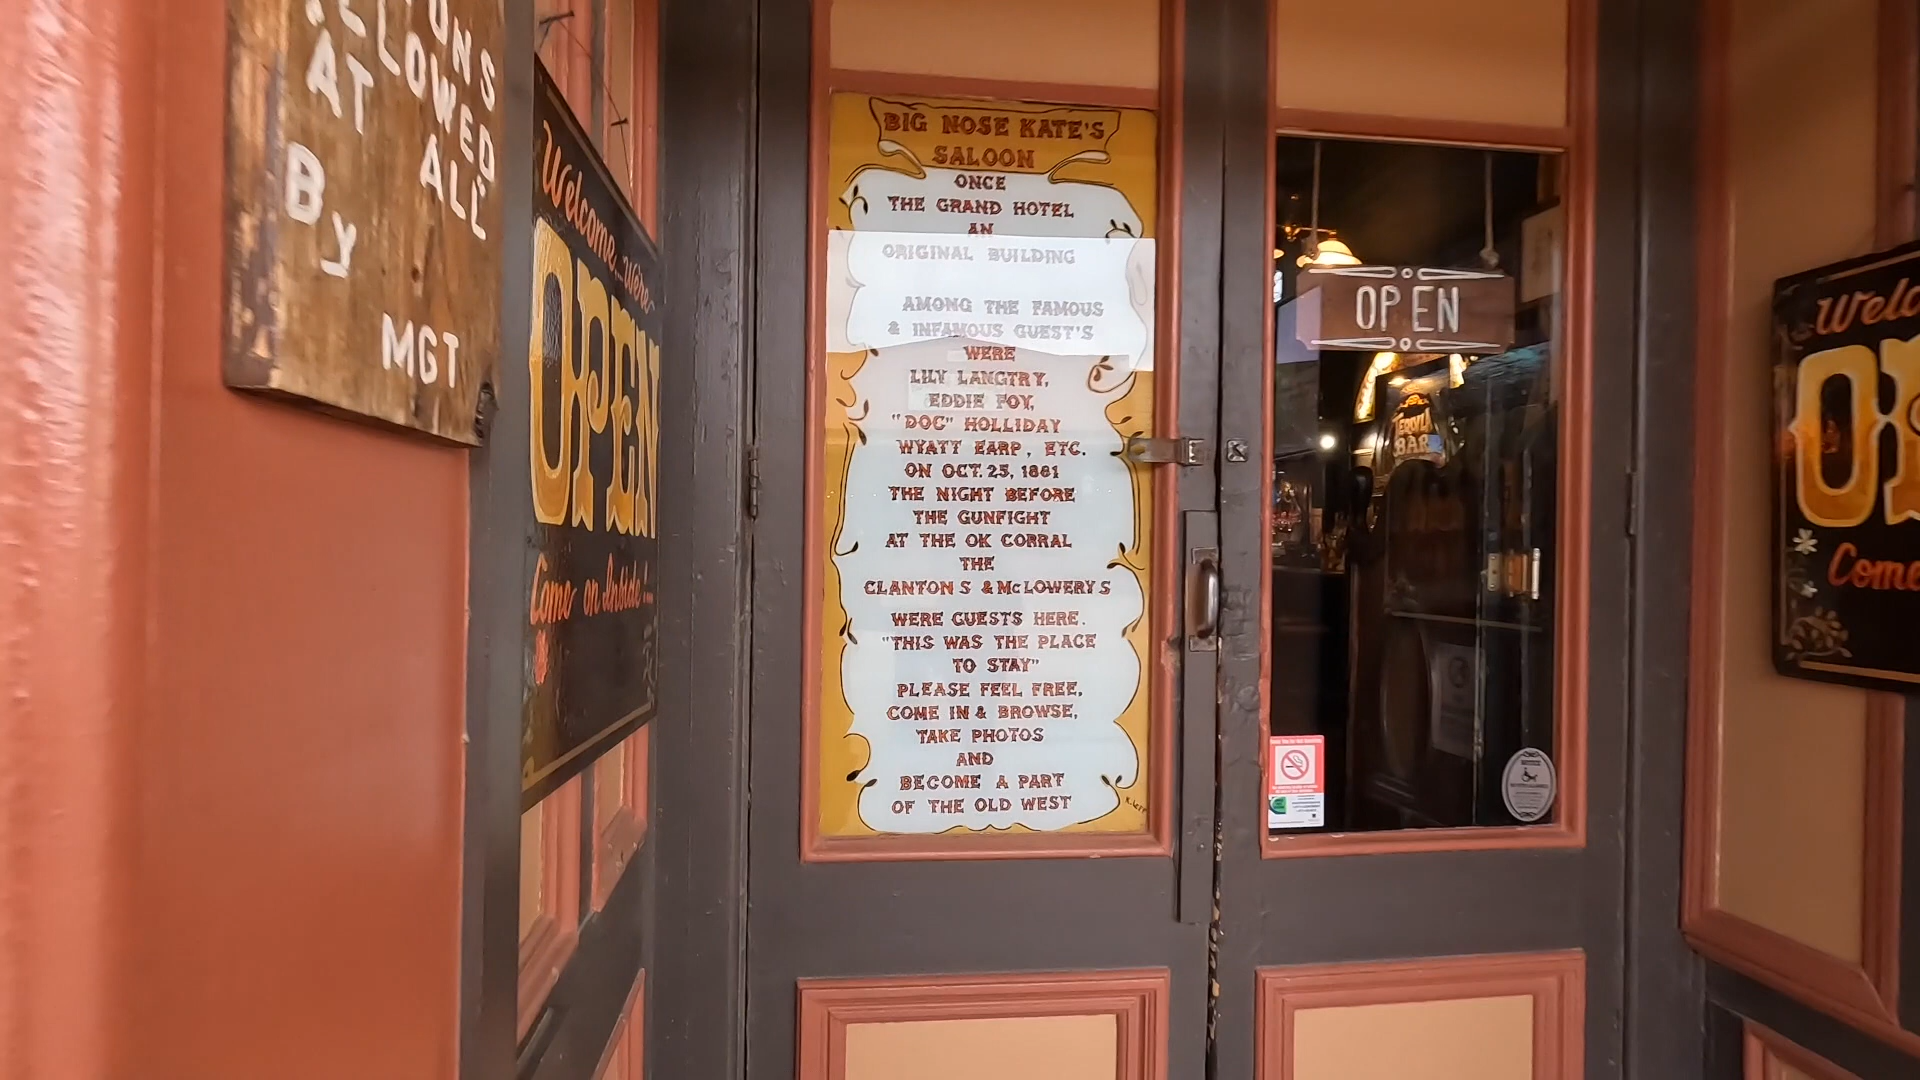 ONS
LOWED
AT ALL
By
MGT
Welcome..we're
OPEN
Come on Inside!
BIG NOSE KATE'S
SALOON
ONCE
THE GRAND HOTEL
AN
ORIGINAL BUILDING
AMONG THE FAMOUS
& INFAMOUS GUEST'S
WERE
LILY LANGTRY,
EDDIE FOY,
"DOC" HOLLIDAY
WYATT EARP, ETC.
ON OCT. 25, 1881
THE NIGHT BEFORE
THE GUNFIGHT
AT THE OK CORRAL
THE
CLANTONS & McLOWERYS
WERE GUESTS HERE.
"THIS WAS THE PLACE
TO STAY"
PLEASE FEEL FREE,
COME IN & BROWSE,
TAKE PHOTOS
AND
BECOME A PART
OF THE OLD WEST
OPEN
BAR
Welc
Come